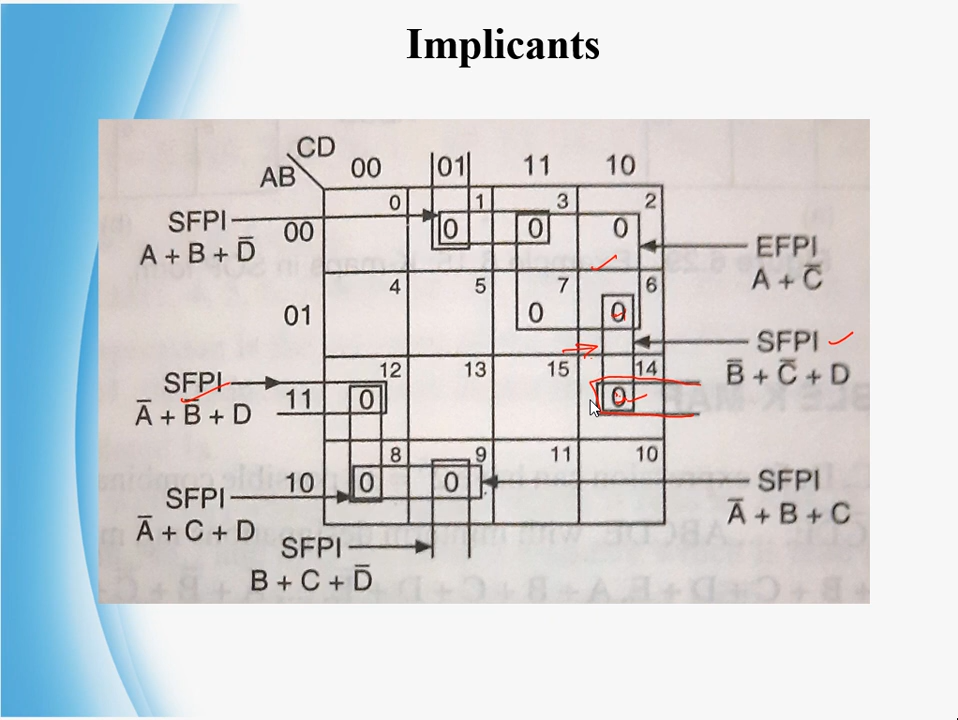 Implicants
CD
AB
00 01 11 10
0 1 3 2
SFPI
A + B + D̅
00
0 0 0
EFPI
A + C̅
4 5 7 6
01
0 0
SFPI
B̅ + C̅ + D
12 13 15 14
SFPI
A̅ + B̅ + D
11
0 0
8 9 11 10
SFPI
A̅ + C + D
10
0 0
SFPI
A̅ + B + C
SFPI
B + C + D̅